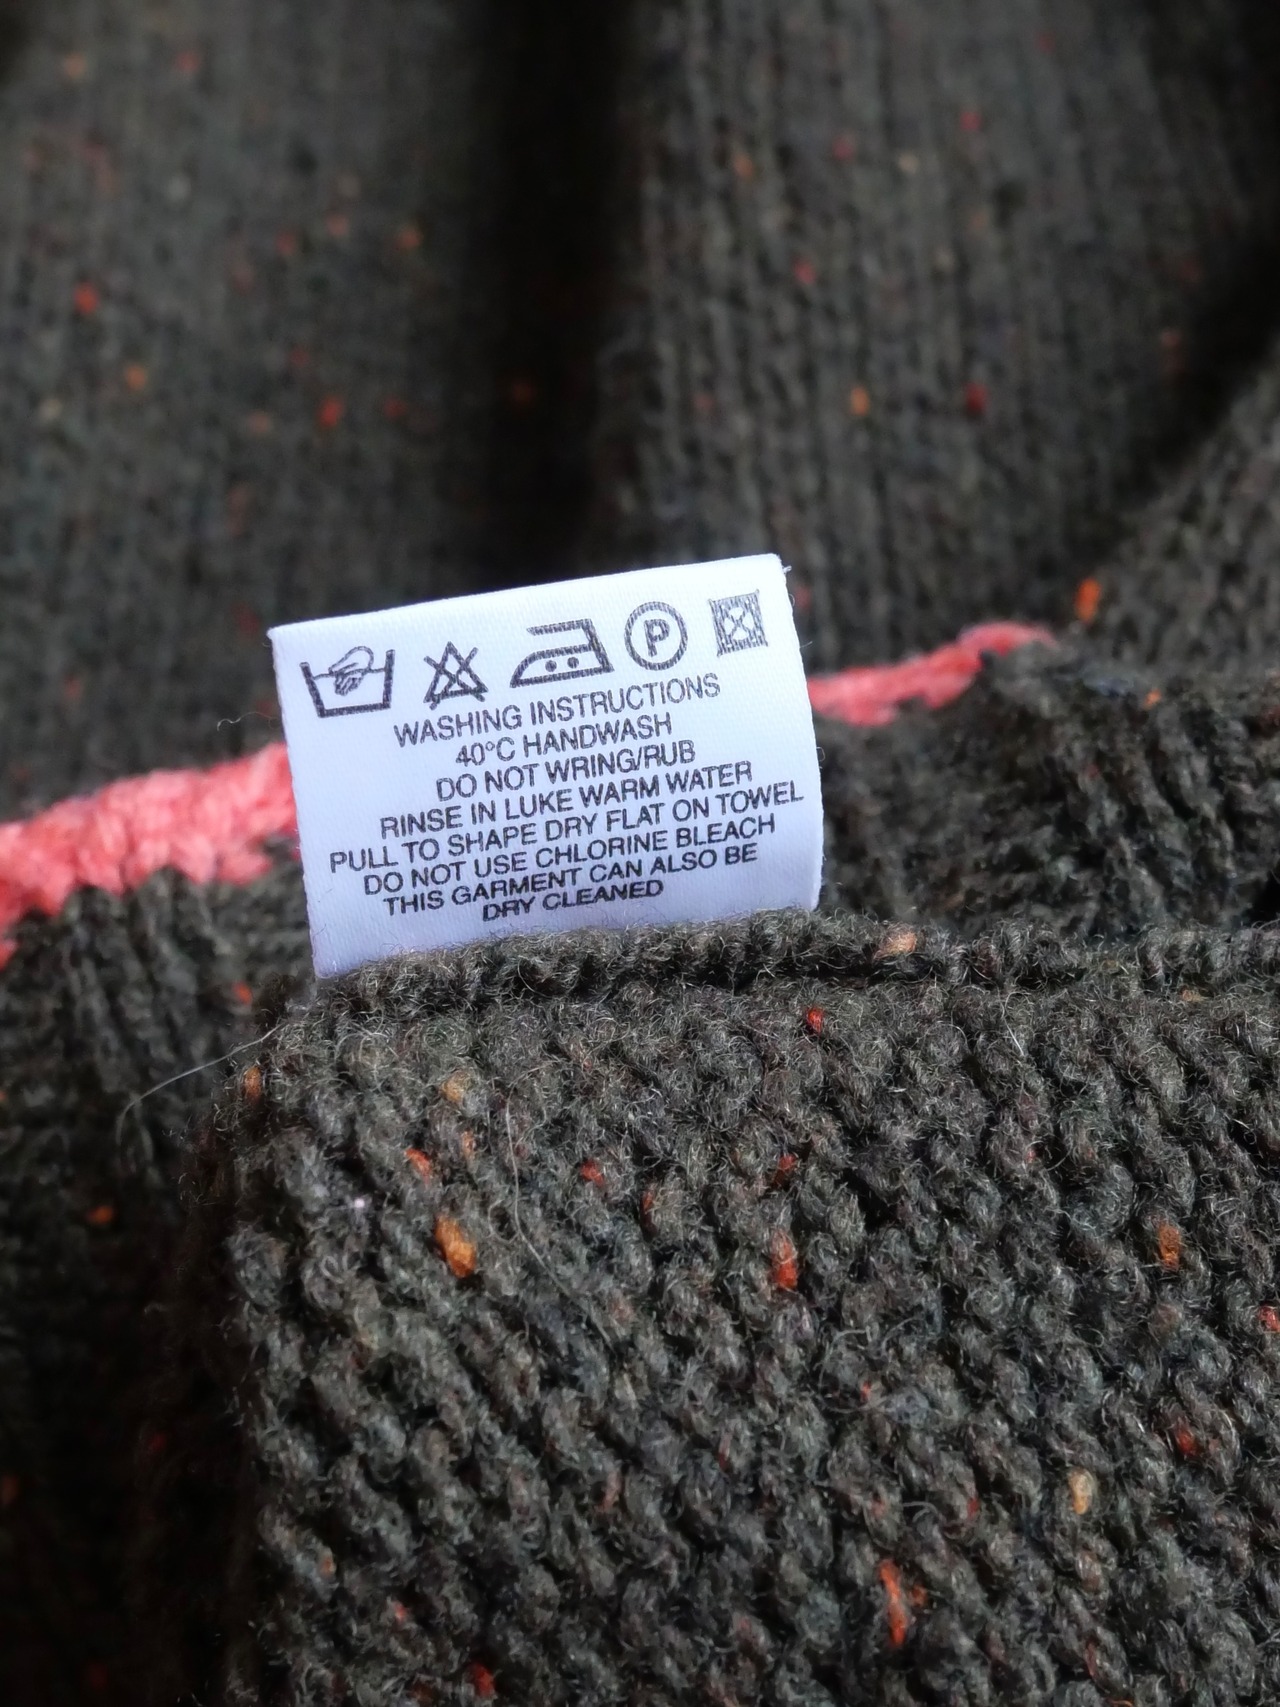 P
WASHING INSTRUCTIONS
40°C HANDWASH
DO NOT WRING/RUB
RINSE IN LUKE WARM WATER
PULL TO SHAPE DRY FLAT ON TOWEL
DO NOT USE CHLORINE BLEACH
THIS GARMENT CAN ALSO BE
DRY CLEANED